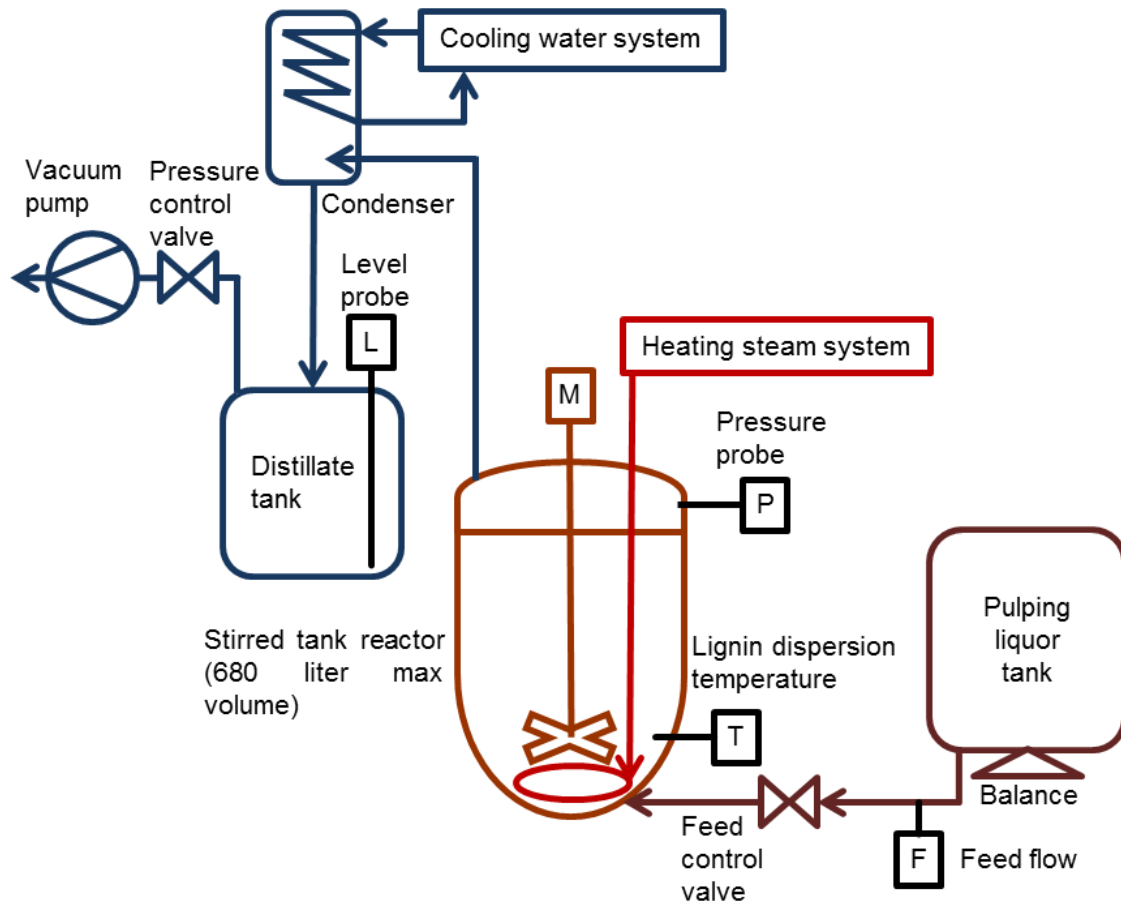 Cooling water system
Vacuum
pump
Pressure
control
valve
Condenser
Level
probe
L
Heating steam system
M
Pressure
probe
P
Distillate
tank
Stirred tank reactor
(680 liter max
volume)
Lignin dispersion
temperature
T
Pulping
liquor
tank
Balance
Feed
control
valve
F
Feed flow